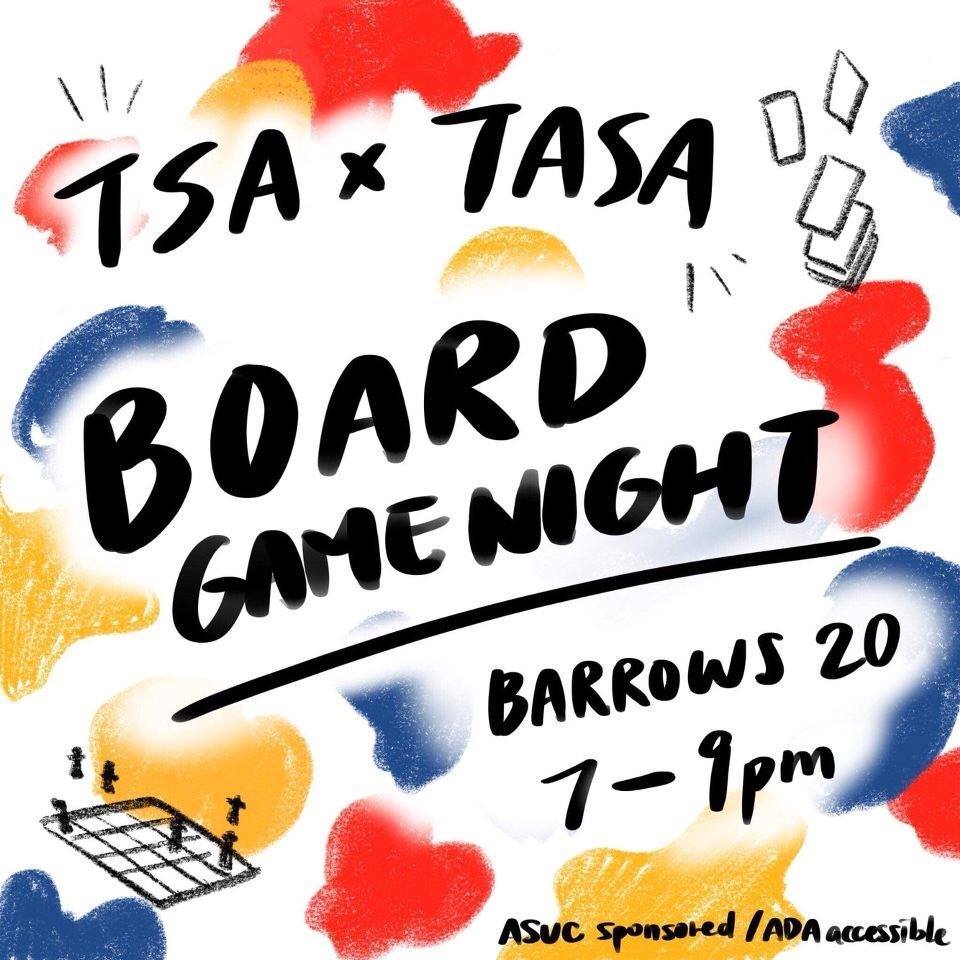 TSA x TASA
BOARD
GAME NIGHT
BARROWS 20
7-9pm
ASUC sponsored / ADA accessible